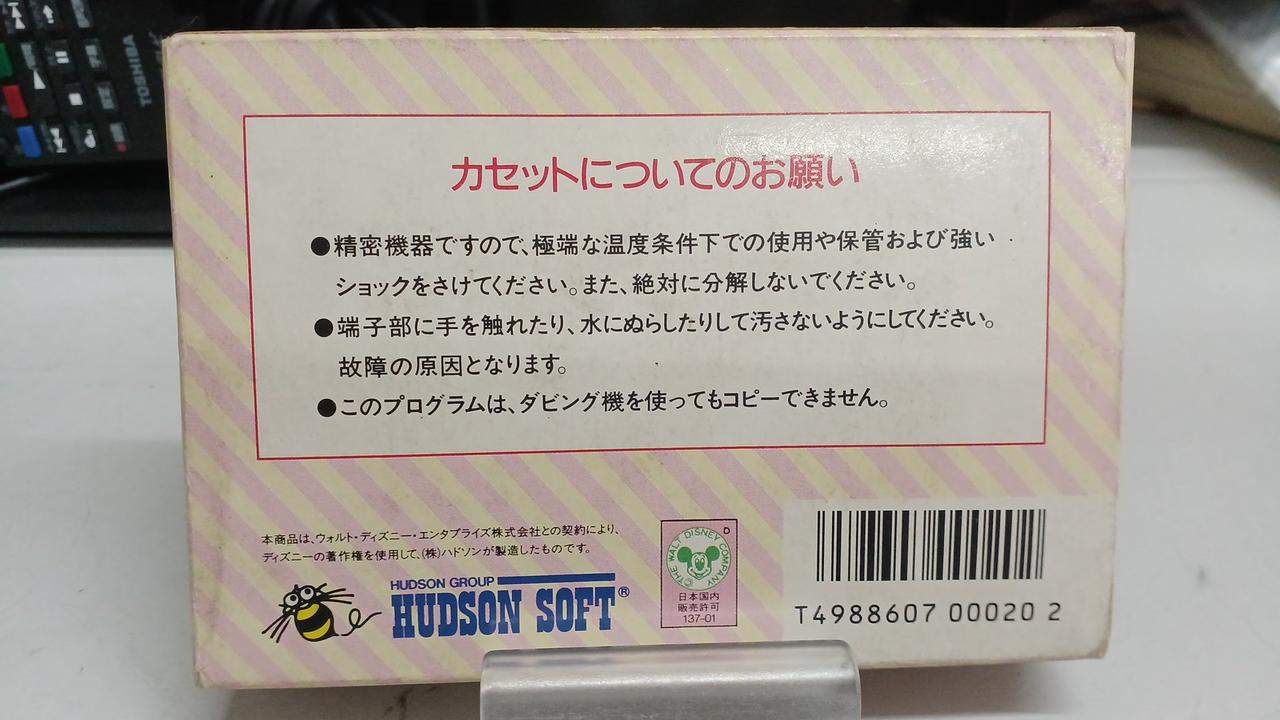 TOSHIBA
カセットについてのお願い
●精密機器ですので、極端な温度条件下での使用や保管および強い
ショックをさけてください。また、絶対に分解しないでください。
●端子部に手を触れたり、水にぬらしたりして汚さないようにしてください。
故障の原因となります。
●このプログラムは、ダビング機を使ってもコピーできません。
本商品は、ウォルト・ディズニー・エンタプライズ株式会社との契約により、
ディズニーの著作権を使用して、(株)ハドソンが製造したものです。
HUDSON GROUP
HUDSON SOFT®
D
©THE WALT DISNEY COMPANY
日本国内
販売許可
137-01
T4988607 00020 2